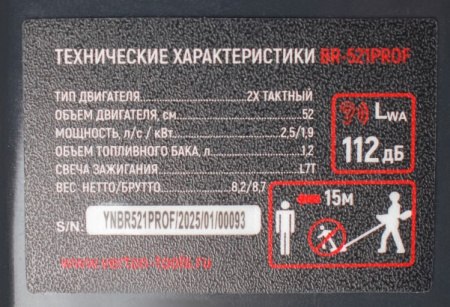 ТЕХНИЧЕСКИЕ ХАРАКТЕРИСТИКИ BR-521PROF
ТИП ДВИГАТЕЛЯ 2Х ТАКТНЫЙ
ОБЪЕМ ДВИГАТЕЛЯ, см. 52
МОЩНОСТЬ, л/с / кВт. 2,5/1,9
ОБЪЕМ ТОПЛИВНОГО БАКА, л 1,2
СВЕЧА ЗАЖИГАНИЯ L7T
ВЕС НЕТТО/БРУТТО 8,2/8,7
LWA
112 дБ
15М
S/N: YNBR521PROF/2025/01/00093